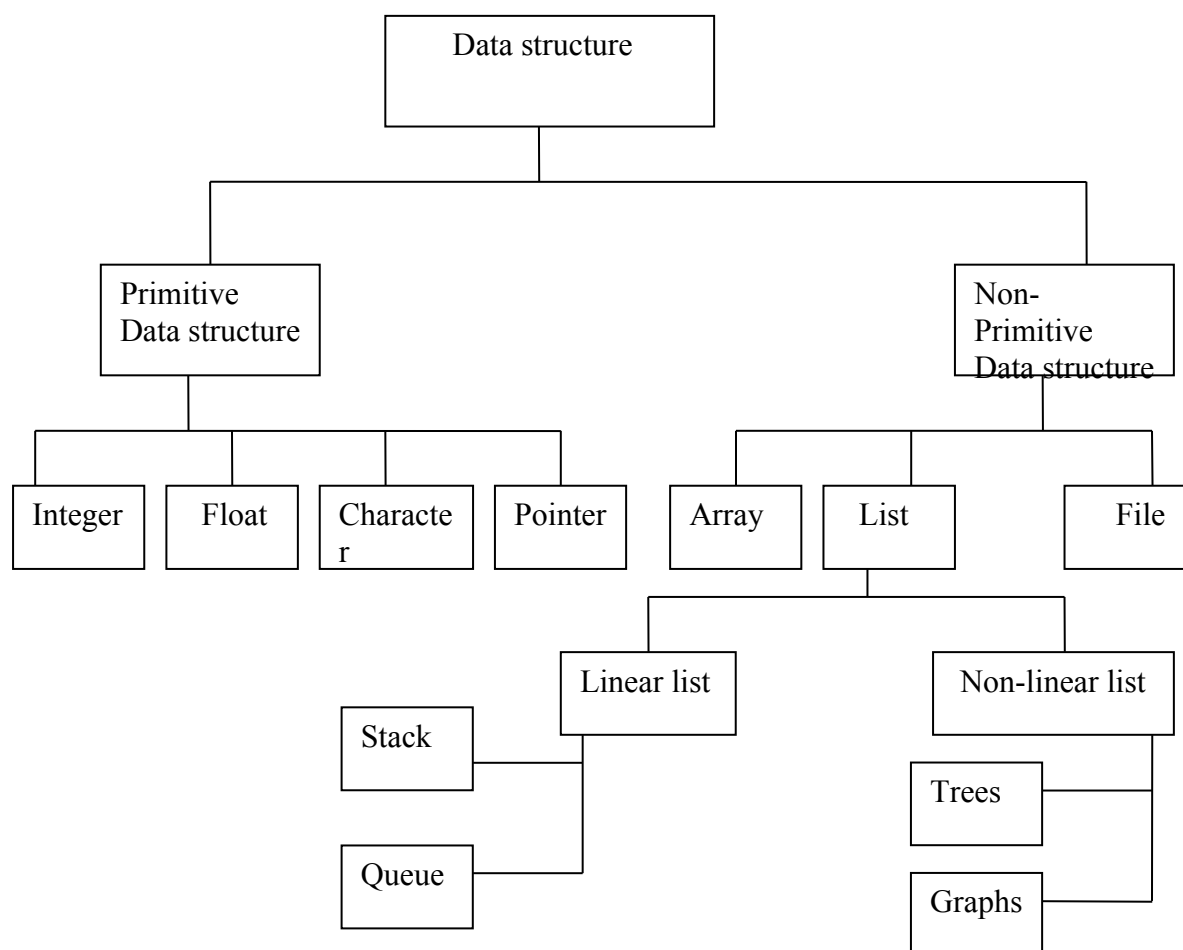 Data structure
Primitive
Data structure
Non-
Primitive
Data structure
Integer
Float
Characte
r
Pointer
Array
List
File
Linear list
Non-linear list
Stack
Trees
Queue
Graphs